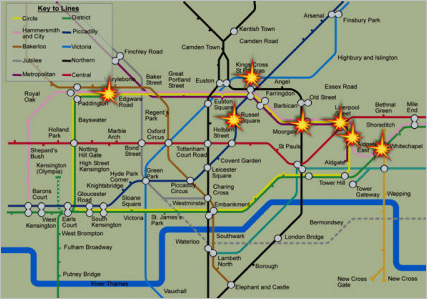 Key to Lines
Circle
District
Hammersmith
and City
Piccadilly
Bakerloo
Victoria
Jubilee
Northern
Metropolitan
Central
Arsenal
Finsbury Park
Kentish Town
Camden Town
Camden Road
Highbury and Islington
Finchley Road
Baker
Street
Great
Portland
Street
Euston
Kings Cross
St Pancras
Angel
Essex Road
Royal
Oak
Paddington
Edgware
Road
Euston
Square
Russel
Square
Farringdon
Barbican
Old Street
Liverpool
Street
Bethnal
Green
Mile
End
Bayswater
Regent's
Park
Shoreditch
Holland
Park
Marble
Arch
Oxford
Circus
Holborn
Moorgate
Aldgate
East
Whitechapel
Shepard's
Bush
Notting
Hill Gate
Bond
Street
Tottenham
Court Road
St Pauls
Kensington
(Olympia)
High Street
Kensington
Covent Garden
Aldgate
Hyde Park
Corner
Green
Park
Leicester
Square
Tower Hill
Barons
Court
Gloucester
Road
Knightsbridge
Piccadilly
Circus
Charing
Cross
Tower
Gateway
Wapping
Sloane
Square
Westminster
Embankment
West
Kensington
Earls
Court
South
Kensington
Victoria
St. James's
Park
Bermondsey
West Brompton
Southwark
Fulham Broadway
Waterloo
London Bridge
Lambeth
North
Borough
Putney Bridge
River Thames
New Cross
Gate
New Cross
Vauxhall
Elephant and Castle